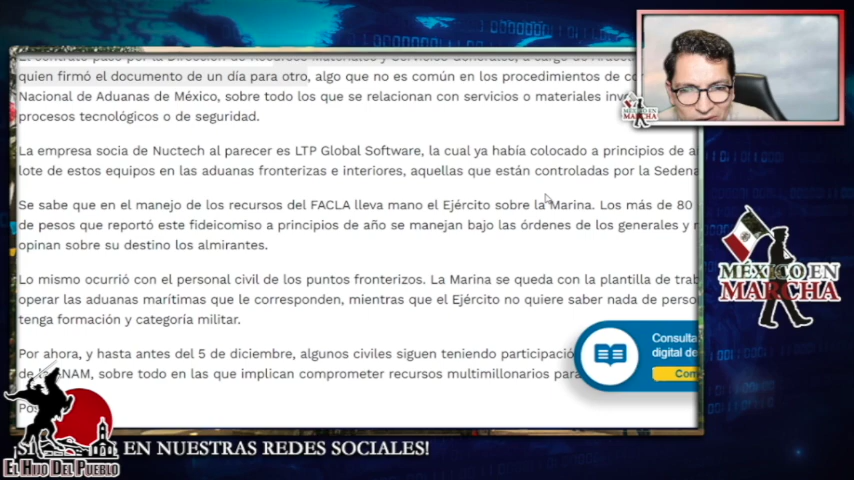 quien firmó el documento de un día para otro, algo que no es común en los procedimientos de
Nacional de Aduanas de México, sobre todo los que se relacionan con servicios o materiales
procesos tecnológicos o de seguridad.
La empresa socia de Nuctech al parecer es LTP Global Software, la cual ya había colocado a principios de
lote de estos equipos en las aduanas fronterizas e interiores, aquellas que están controladas por la Sedena
Se sabe que en el manejo de los recursos del FACLA lleva mano el Ejército sobre la Marina. Los más de 80
de pesos que reportó este fideicomiso a principios de año se manejan bajo las órdenes de los generales y
opinan sobre su destino los almirantes.
Lo mismo ocurrió con el personal civil de los puntos fronterizos. La Marina se queda con la plantilla de
operar las aduanas marítimas que le corresponden, mientras que el Ejército no quiere saber nada de
tenga formación y categoría militar.
Por ahora, y hasta antes del 5 de diciembre, algunos civiles siguen teniendo
sobre todo en las que implican comprometer recursos multimillonarios
Consulta
digital de
MÉXICO EN
MARCHA
MÉXICO EN
MARCHA
EN NUESTRAS REDES SOCIALES!
EL HIJO DEL PUEBLO